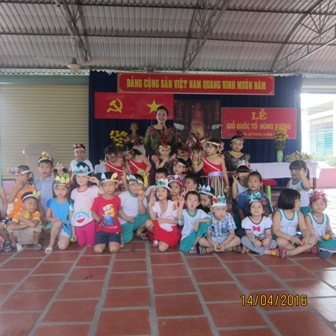 ĐẢNG CỘNG SẢN VIỆT NAM QUANG VINH MUÔN NĂM
LỄ
GIỖ QUỐC TỔ HÙNG VƯƠNG
14/04/2016